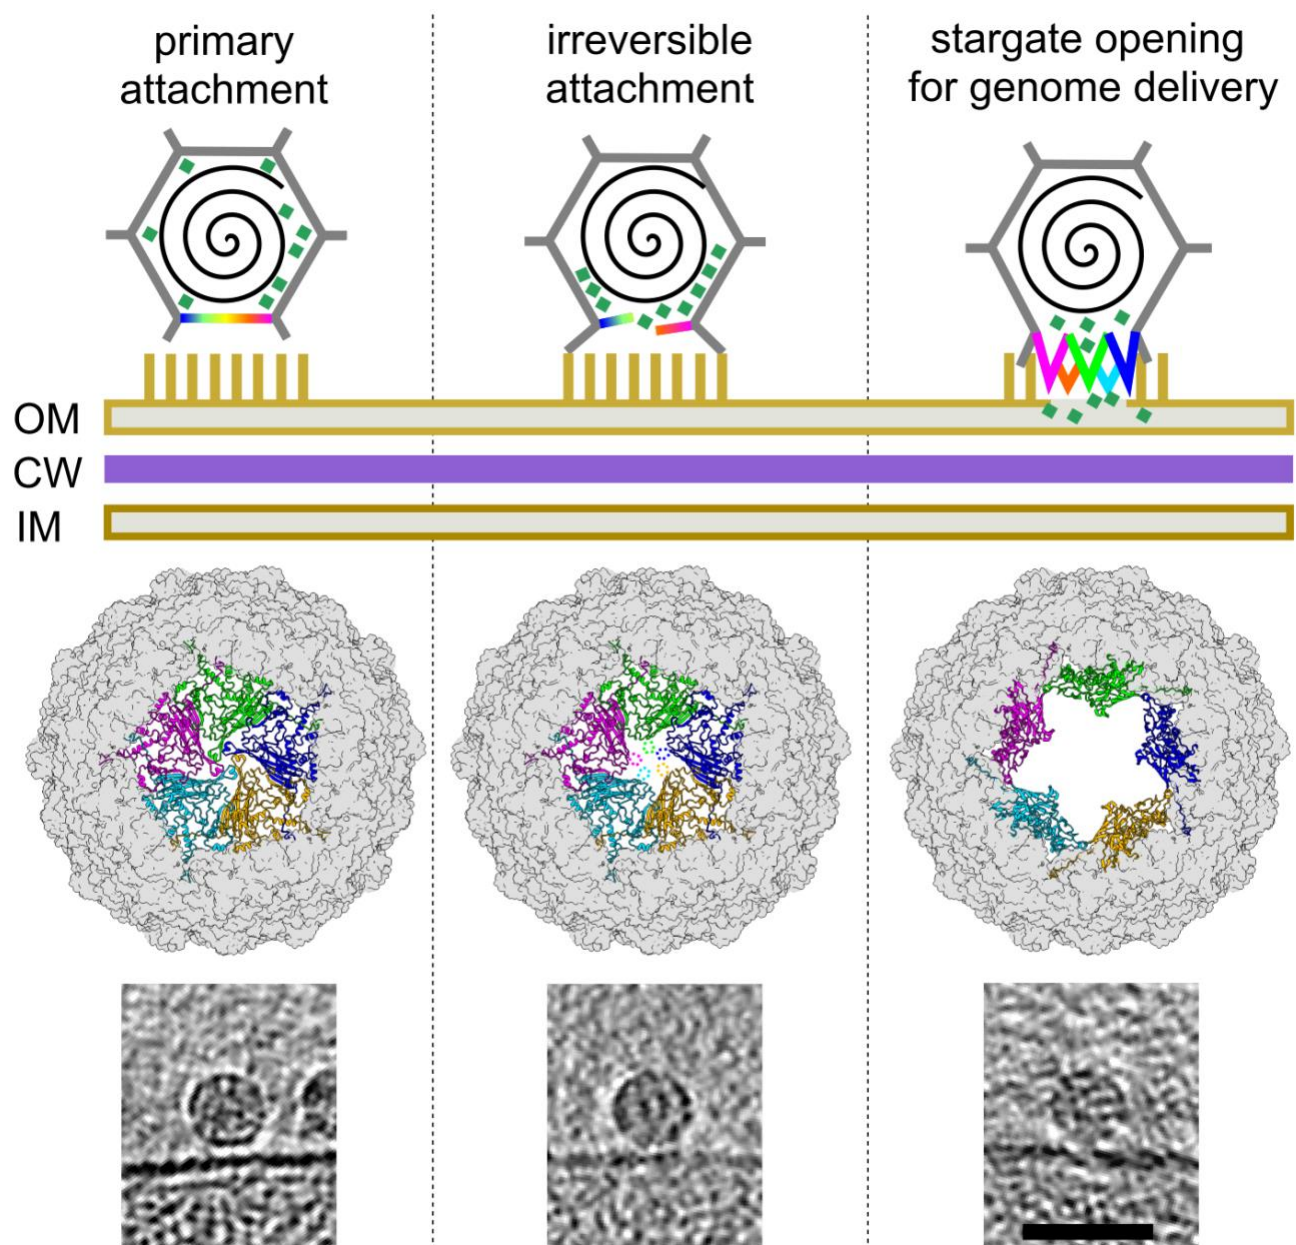 primary
attachment
irreversible
attachment
stargate opening
for genome delivery
OM
CW
IM